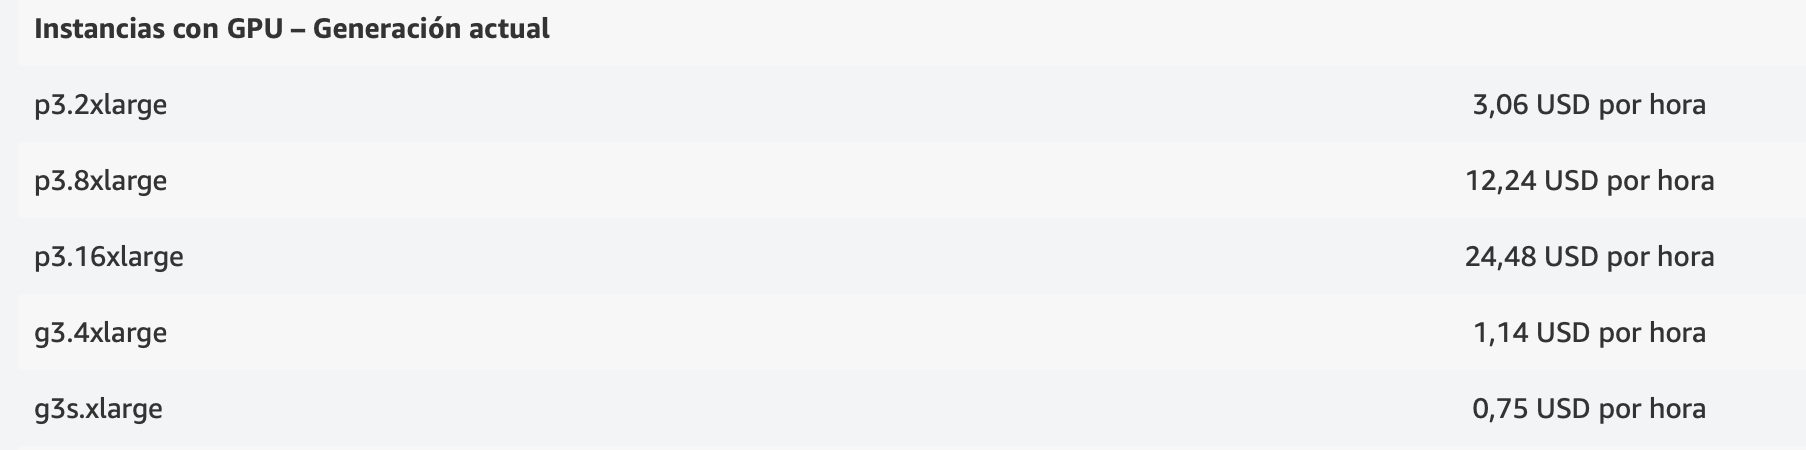 Instancias con GPU – Generación actual
p3.2xlarge 3,06 USD por hora
p3.8xlarge 12,24 USD por hora
p3.16xlarge 24,48 USD por hora
g3.4xlarge 1,14 USD por hora
g3s.xlarge 0,75 USD por hora